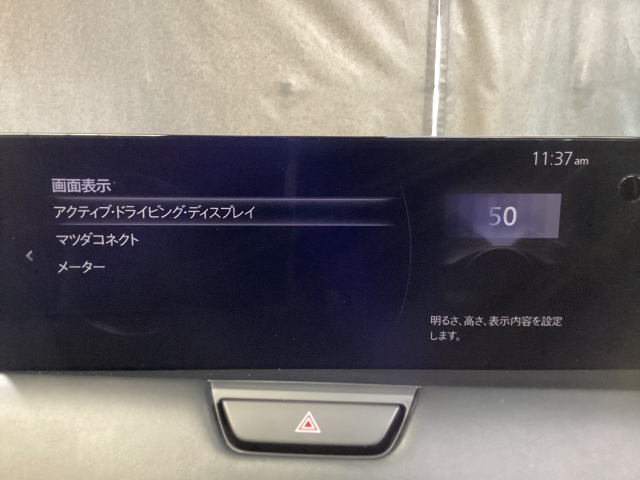 11:37 am
画面表示
アクティブ・ドライビング・ディスプレイ
50
マツダコネクト
メーター
明るさ、高さ、表示内容を設定
します。